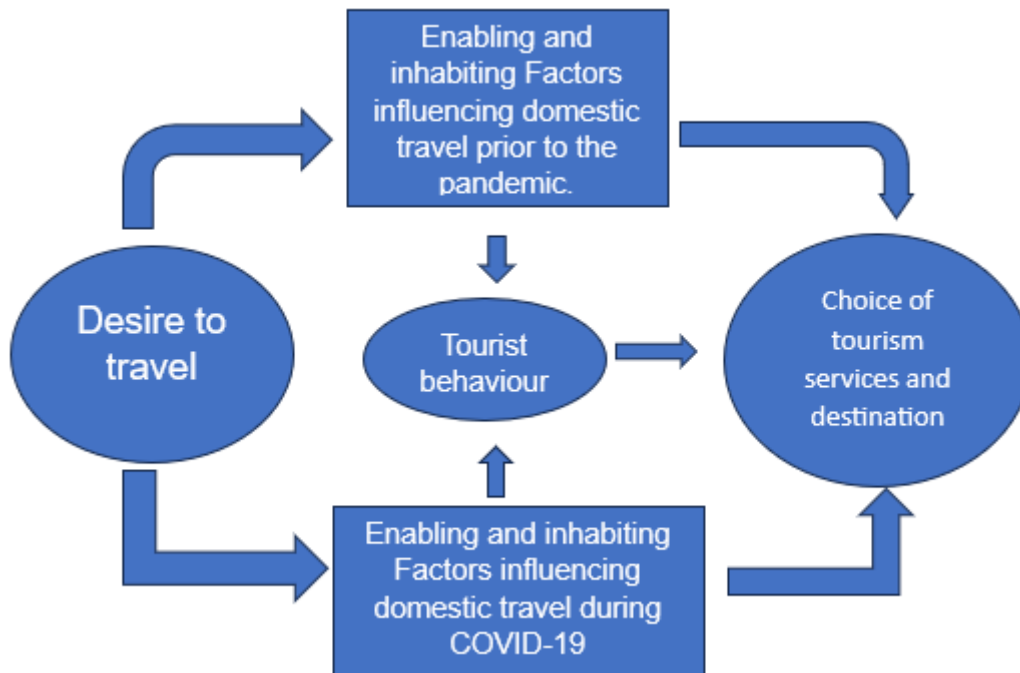 Enabling and
inhabiting Factors
influencing domestic
travel prior to the
pandemic.
Desire to
travel
Tourist
behaviour
Choice of
tourism
services and
destination
Enabling and inhabiting
Factors influencing
domestic travel during
COVID-19